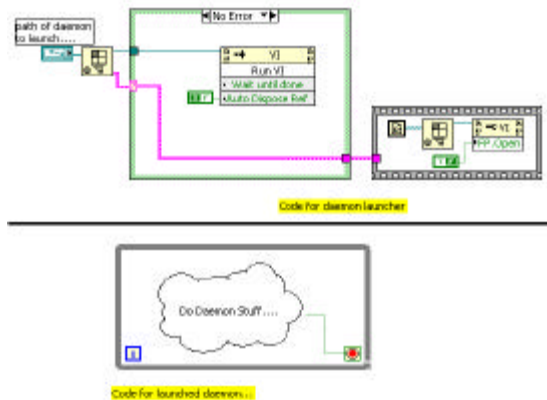 path of daemon
to launch....
No Error
VI
Run VI
Wait until done
Auto Dispose Ref
VI
FP.Open
Code for daemon launcher
Do Daemon Stuff....
i
Code for launched daemon...